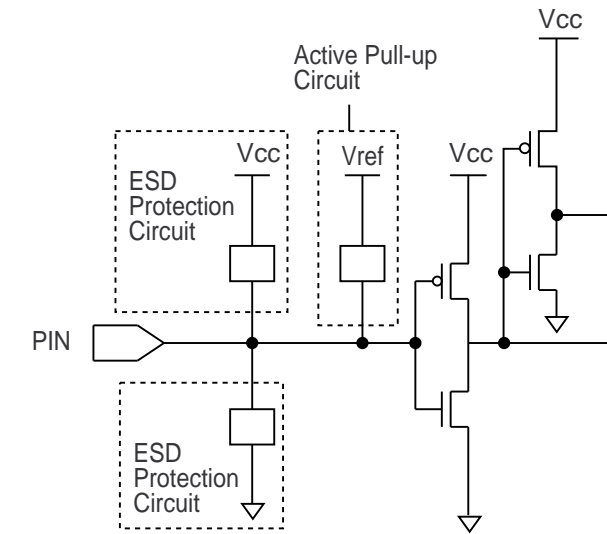 Vcc
Active Pull-up
Circuit
Vcc
Vref
Vcc
ESD
Protection
Circuit
PIN
ESD
Protection
Circuit